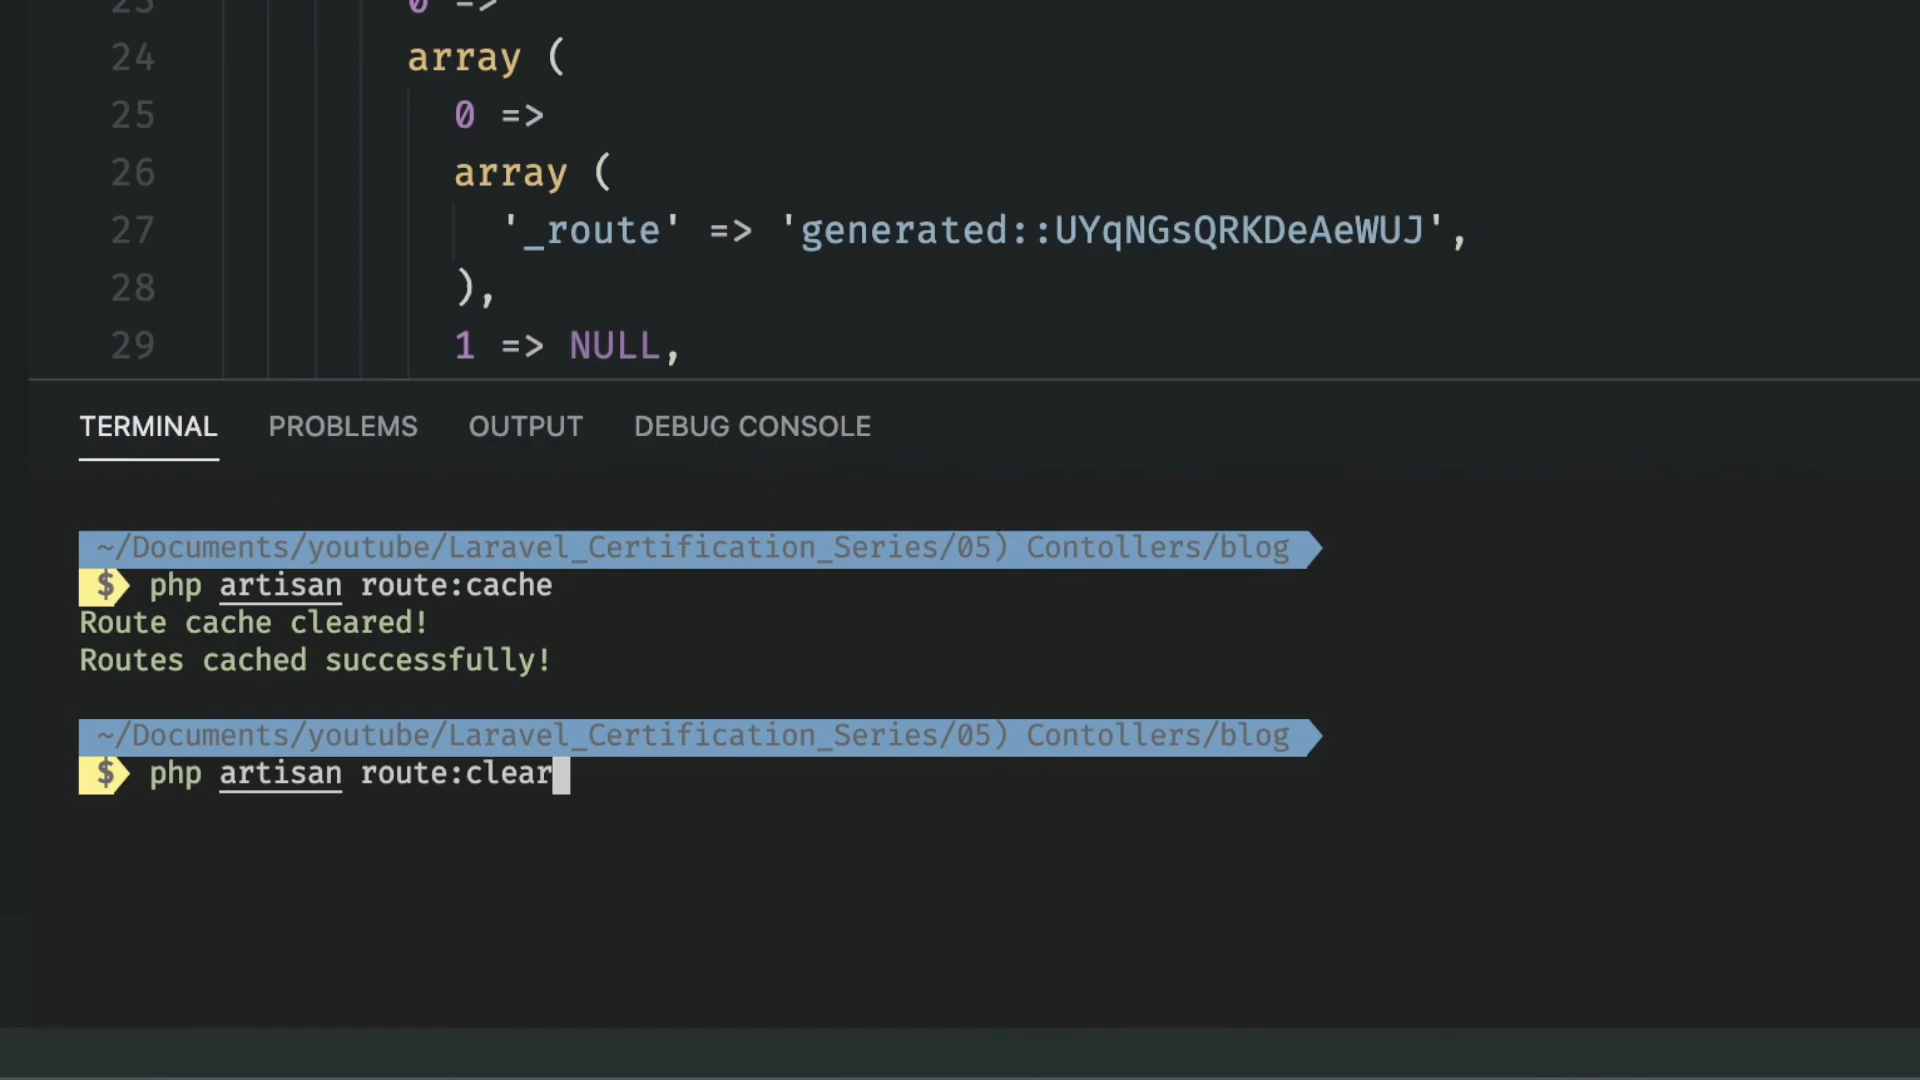 23 0 =>
24 array (
25 0 =>
26 array (
27 '_route' => 'generated::UYqNGsQRKDeAeWUJ',
28 ),
29 1 => NULL,
TERMINAL PROBLEMS OUTPUT DEBUG CONSOLE
~/Documents/youtube/Laravel_Certification_Series/05) Contollers/blog
$ php artisan route:cache
Route cache cleared!
Routes cached successfully!
~/Documents/youtube/Laravel_Certification_Series/05) Contollers/blog
$ php artisan route:clear